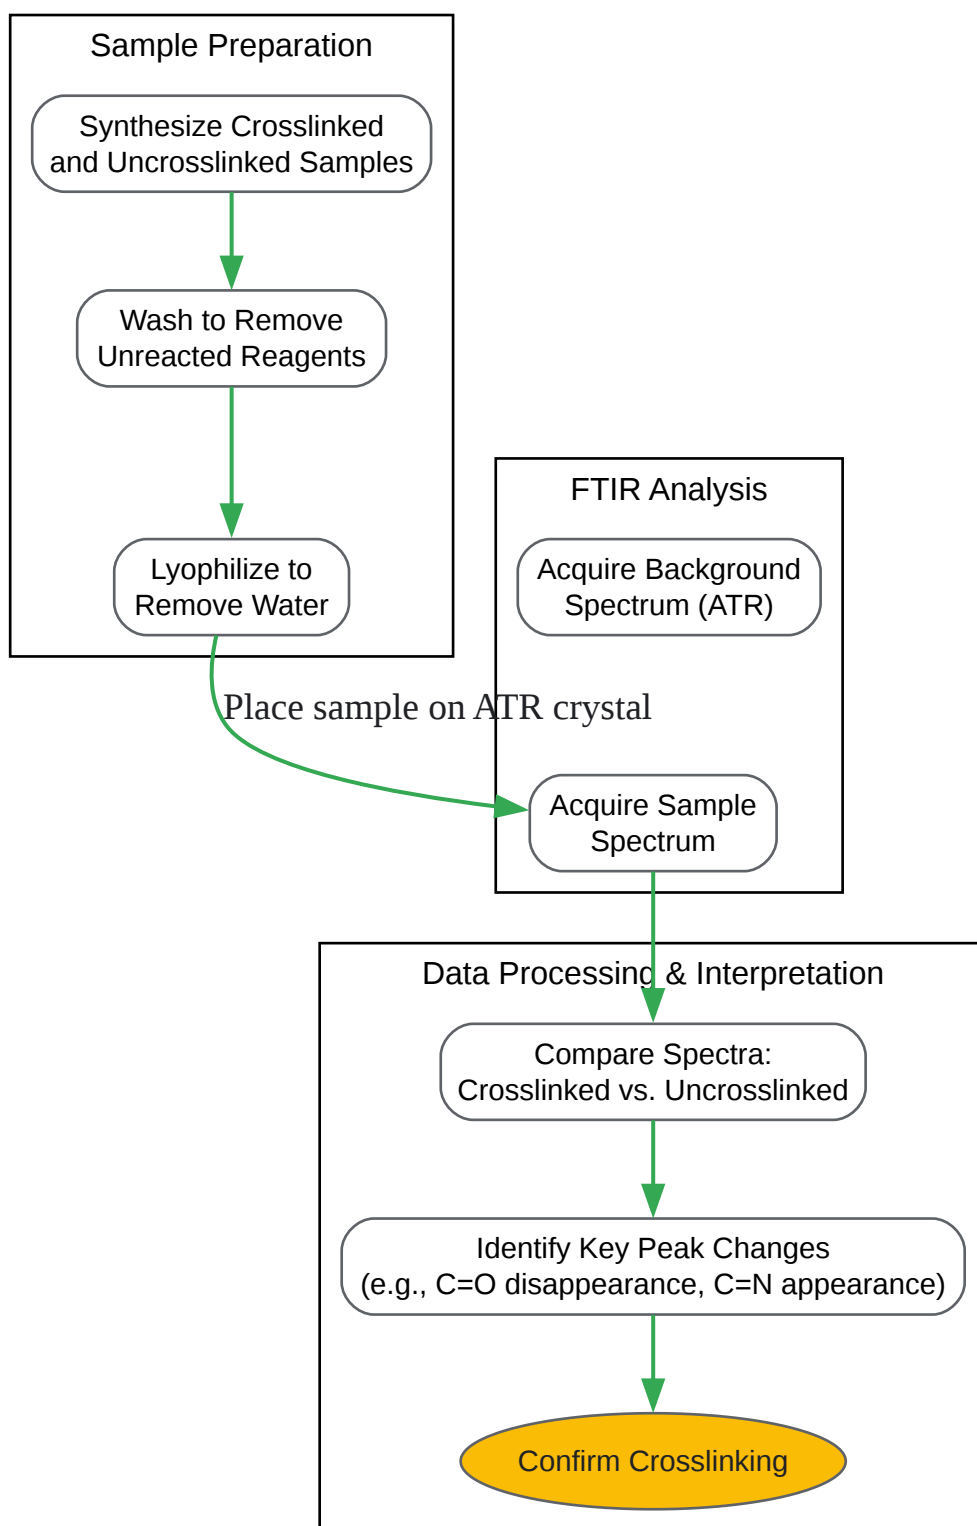 Sample Preparation
Synthesize Crosslinked
and Uncrosslinked Samples
Wash to Remove
Unreacted Reagents
Lyophilize to
Remove Water
FTIR Analysis
Acquire Background
Spectrum (ATR)
Place sample on ATR crystal
Acquire Sample
Spectrum
Data Processing & Interpretation
Compare Spectra:
Crosslinked vs. Uncrosslinked
Identify Key Peak Changes
(e.g., C=O disappearance, C=N appearance)
Confirm Crosslinking